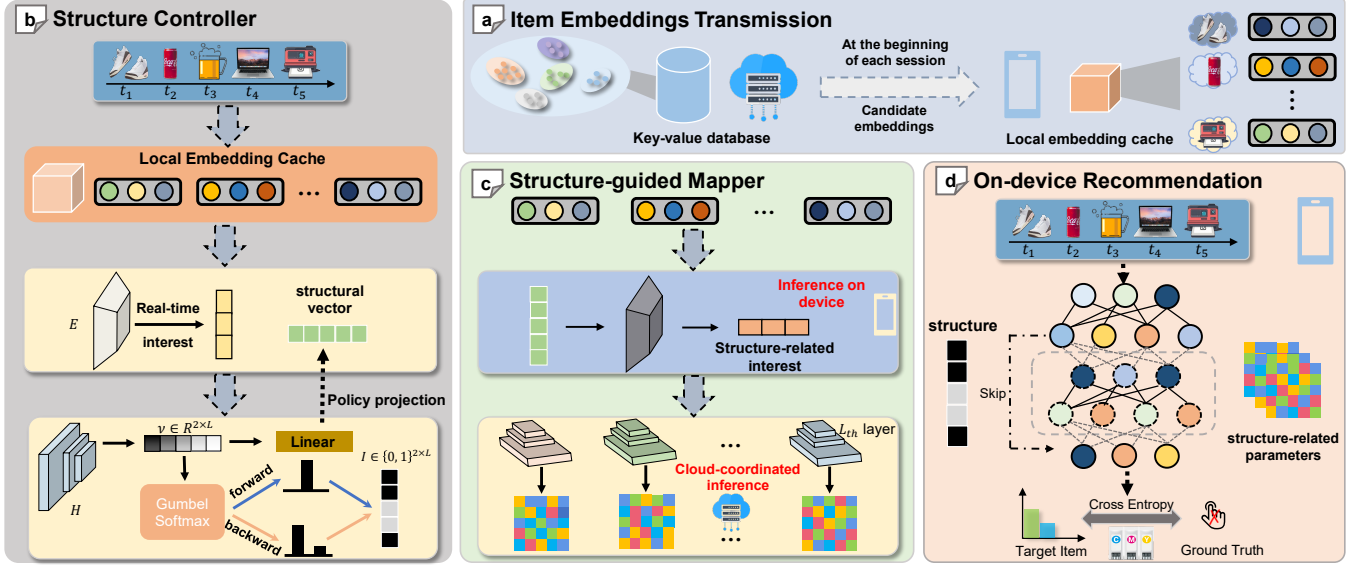 b Structure Controller
t1 t2 t3 t4 t5
Local Embedding Cache
...
E
Real-time
interest
structural
vector
Policy projection
ν ∈ R^{2×L}
Linear
I ∈ {0, 1}^{2×L}
H
Gumbel
Softmax
forward
backward
a Item Embeddings Transmission
Key-value database
At the beginning
of each session
Candidate
embeddings
Local embedding cache
c Structure-guided Mapper
...
Inference on
device
Structure-related
interest
...
L_{th} layer
Cloud-coordinated
inference
...
d On-device Recommendation
t1 t2 t3 t4 t5
structure
Skip
structure-related
parameters
Cross Entropy
C M Y
Target Item
Ground Truth